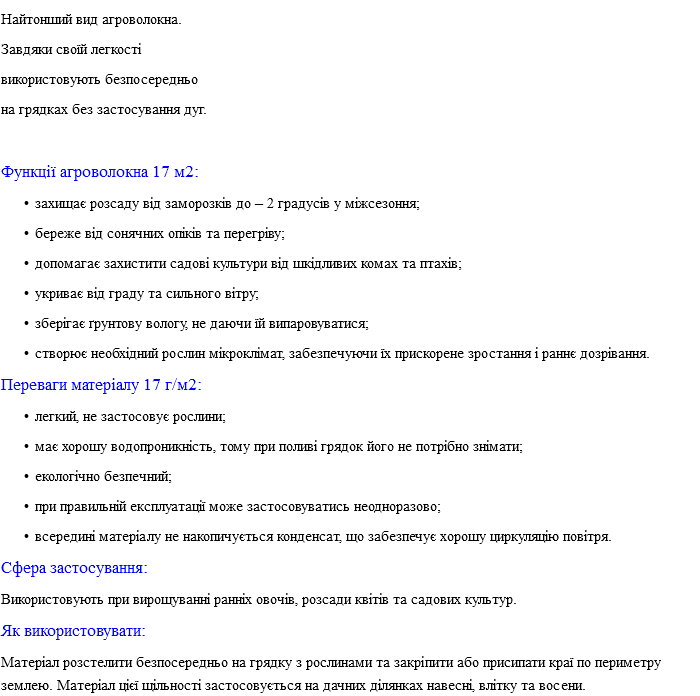 Найтонший вид агроволокна.
Завдяки своїй легкості
використовують безпосередньо
на грядках без застосування дуг.
Функції агроволокна 17 м2:
• захищає розсаду від заморозків до – 2 градусів у міжсезоння;
• береже від сонячних опіків та перегріву;
• допомагає захистити садові культури від шкідливих комах та птахів;
• укриває від граду та сильного вітру;
• зберігає ґрунтову вологу, не даючи їй випаровуватися;
• створює необхідний рослин мікроклімат, забезпечуючи їх прискорене зростання і раннє дозрівання.
Переваги матеріалу 17 г/м2:
• легкий, не застосовує рослини;
• має хорошу водопроникність, тому при поливі грядок його не потрібно знімати;
• екологічно безпечний;
• при правильній експлуатації може застосовуватись неодноразово;
• всередині матеріалу не накопичується конденсат, що забезпечує хорошу циркуляцію повітря.
Сфера застосування:
Використовують при вирощуванні ранніх овочів, розсади квітів та садових культур.
Як використовувати:
Матеріал розстелити безпосередньо на грядку з рослинами та закріпити або присипати краї по периметру
землею. Матеріал цієї щільності застосовується на дачних ділянках навесні, влітку та восени.